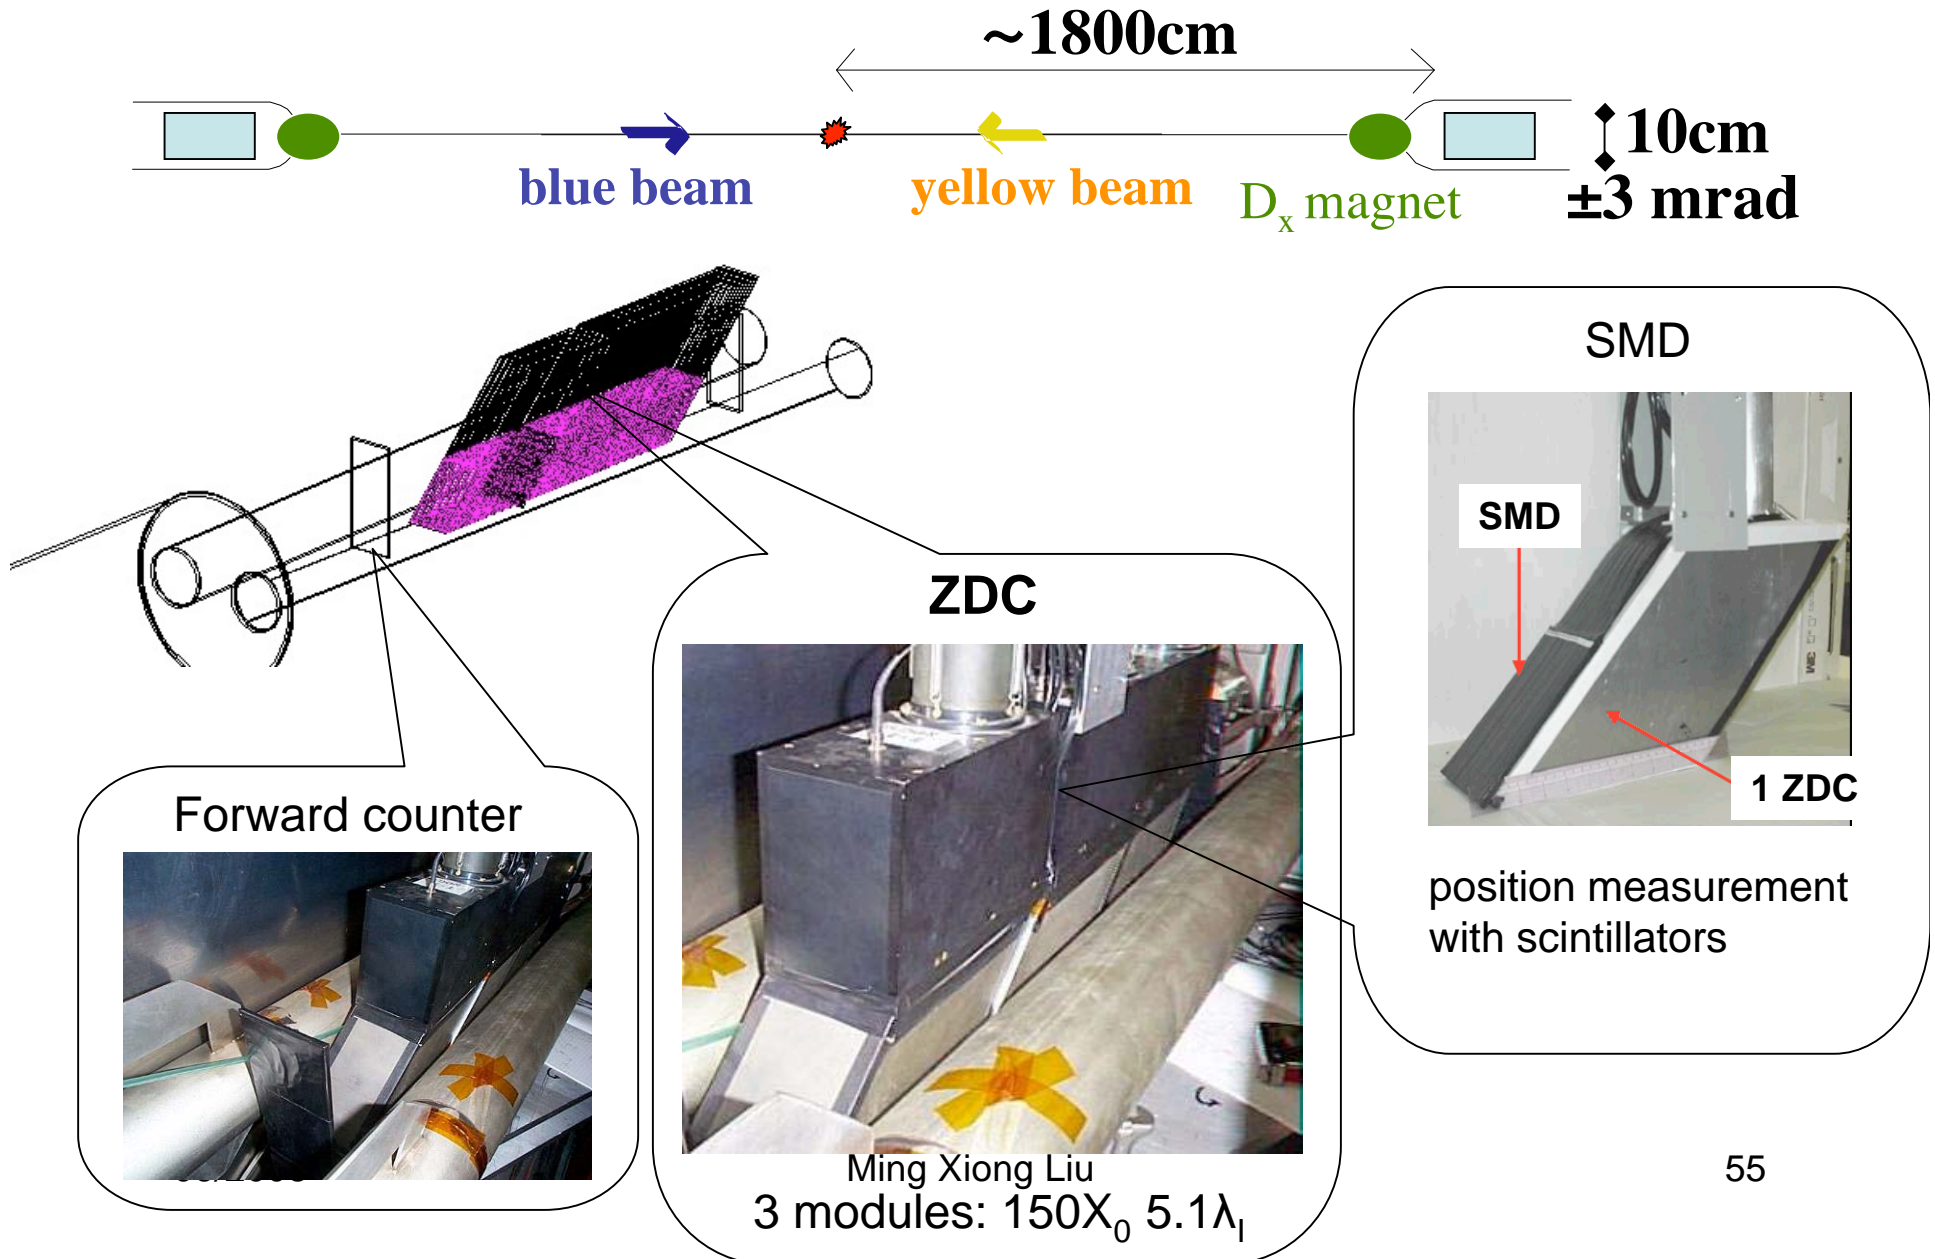 ~1800cm
10cm
±3 mrad
blue beam
yellow beam
Dx magnet
SMD
SMD
1 ZDC
position measurement
with scintillators
ZDC
Forward counter
Ming Xiong Liu
55
3 modules: 150X0 5.1λI